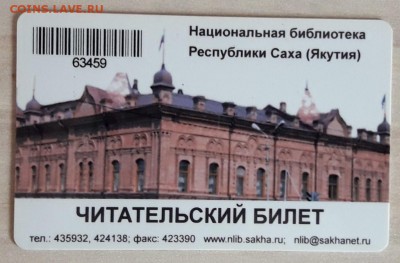 COINS.LAVE.RU
63459
Национальная библиотека
Республики Саха (Якутия)
ЧИТАТЕЛЬСКИЙ БИЛЕТ
тел.: 435932, 424138; факс: 423390 www.nlib.sakha.ru; nlib@sakhanet.ru